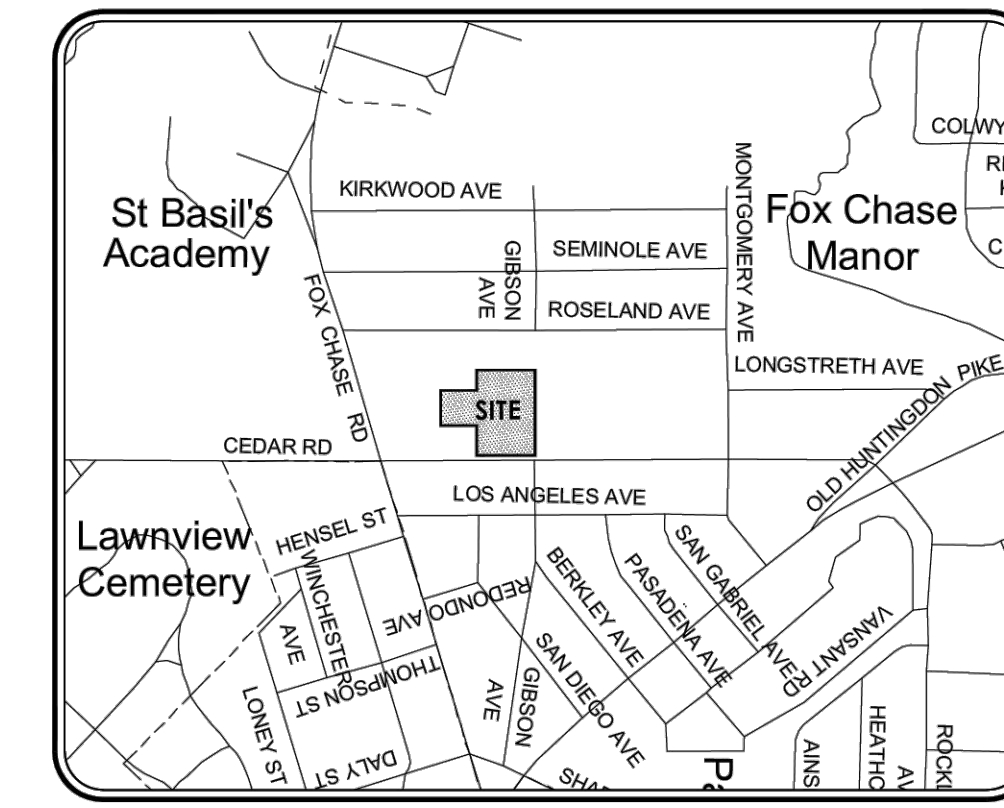 COLWY
KIRKWOOD AVE
MONTGOMERY AVE
St Basil's
Academy
Fox Chase
Manor
GIBSON
AVE
SEMINOLE AVE
ROSELAND AVE
FOX CHASE RD
LONGSTRETH AVE
OLD HUNTINGDON PIKE
SITE
CEDAR RD
LOS ANGELES AVE
Lawnview
Cemetery
HENSEL ST
WINCHESTER
AVE
REDONDO AVE
BERKLEY AVE
PASADENA AVE
SAN GABRIEL AVE
VANSANT RD
THOMPSON ST
SAN DIEGO AVE
GIBSON
AVE
LONEY ST
DALY ST
HEATHC
AV
AINS
ROCKL